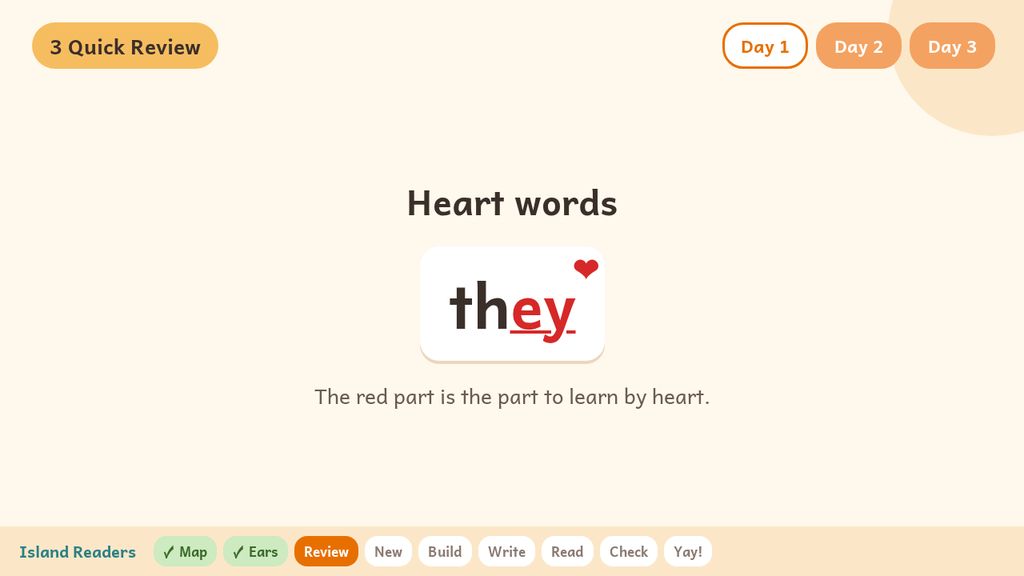 3 Quick Review
Day 1 Day 2 Day 3
Heart words
they ❤
The red part is the part to learn by heart.
Island Readers ✓ Map ✓ Ears Review New Build Write Read Check Yay!